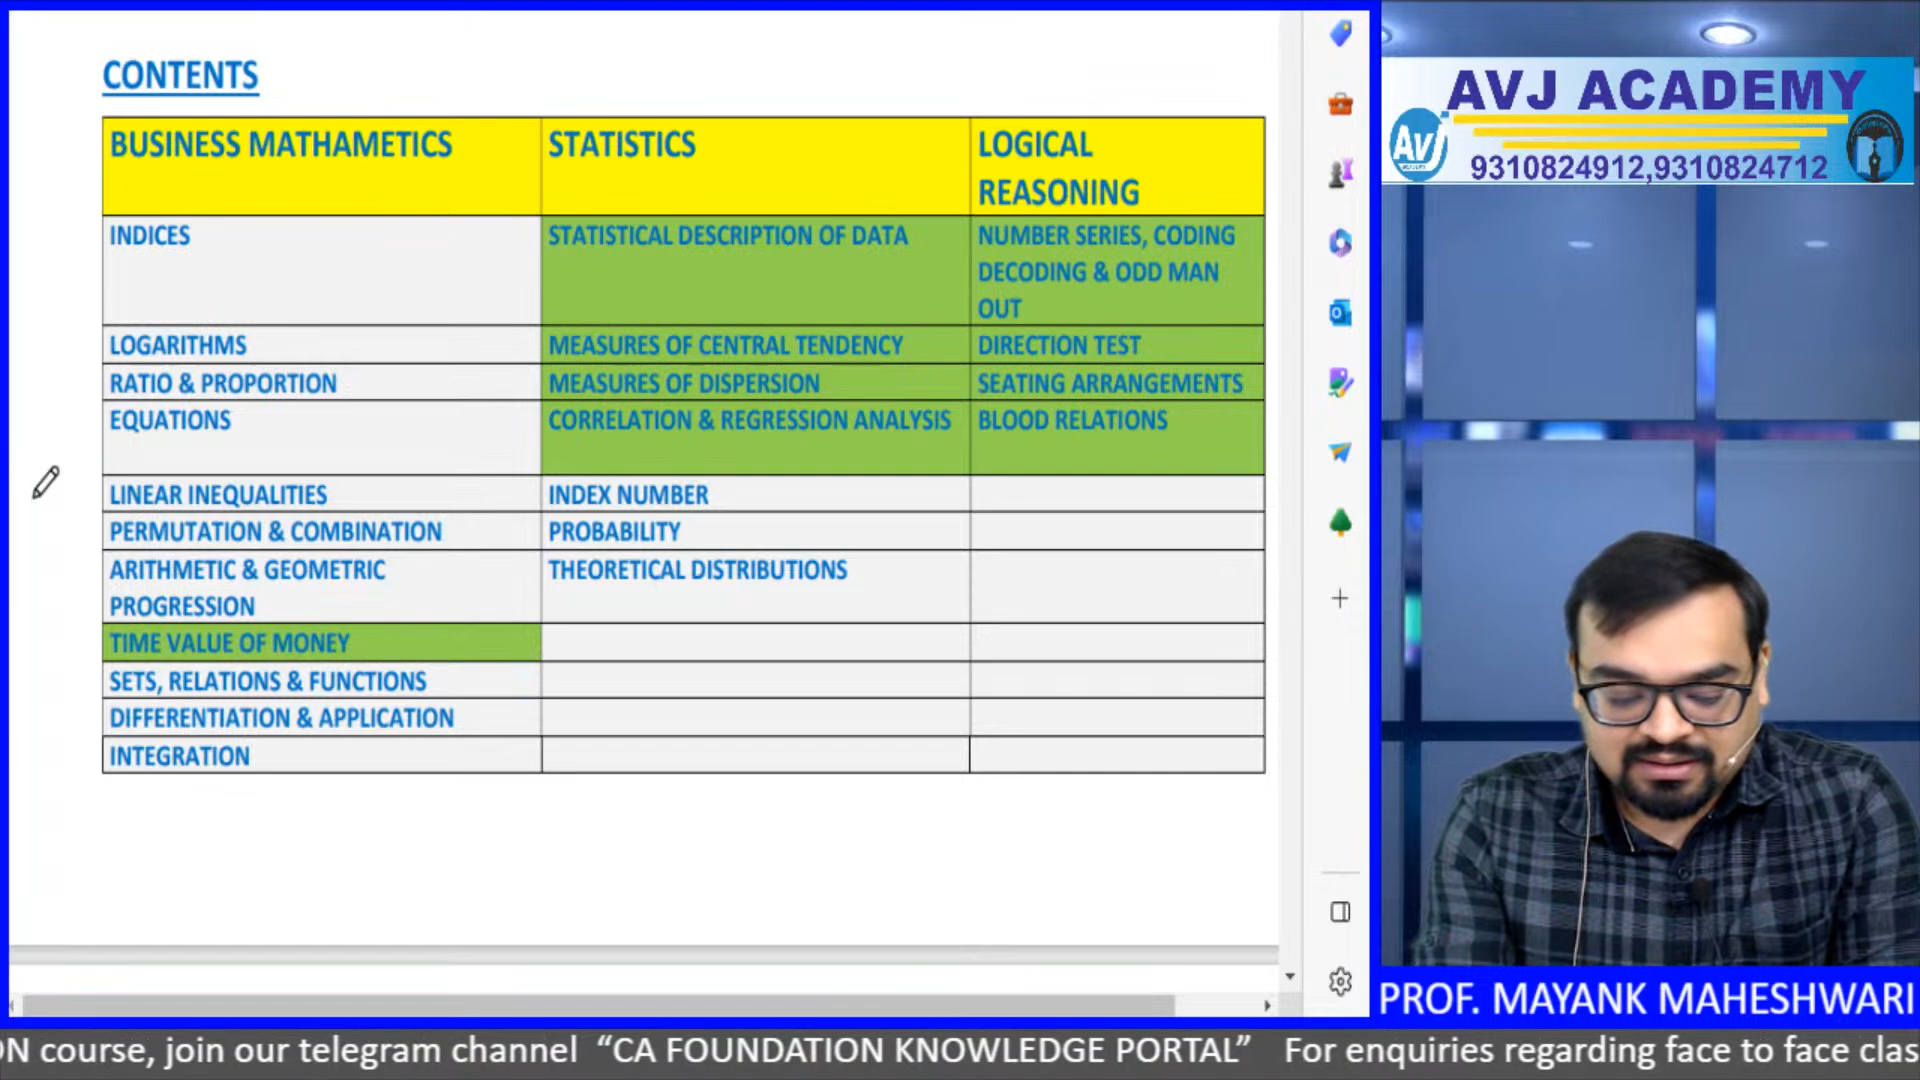 CONTENTS
BUSINESS MATHAMETICS
STATISTICS
LOGICAL
REASONING
INDICES
STATISTICAL DESCRIPTION OF DATA
NUMBER SERIES, CODING
DECODING & ODD MAN
OUT
LOGARITHMS
MEASURES OF CENTRAL TENDENCY
DIRECTION TEST
RATIO & PROPORTION
MEASURES OF DISPERSION
SEATING ARRANGEMENTS
EQUATIONS
CORRELATION & REGRESSION ANALYSIS
BLOOD RELATIONS
LINEAR INEQUALITIES
INDEX NUMBER
PERMUTATION & COMBINATION
PROBABILITY
ARITHMETIC & GEOMETRIC
PROGRESSION
THEORETICAL DISTRIBUTIONS
TIME VALUE OF MONEY
SETS, RELATIONS & FUNCTIONS
DIFFERENTIATION & APPLICATION
INTEGRATION
AVJ ACADEMY
AVJ
9310824912,9310824712
PROF. MAYANK MAHESHWARI
ON course, join our telegram channel “CA FOUNDATION KNOWLEDGE PORTAL” For enquiries regarding face to face clas